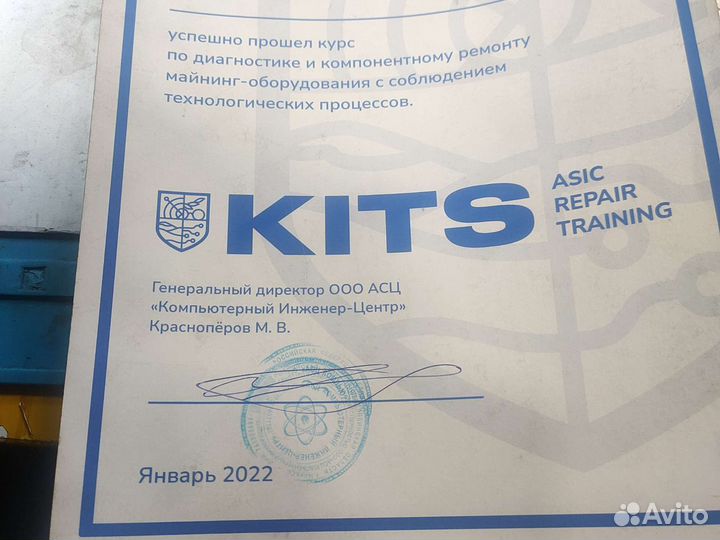 успешно прошел курс
по диагностике и компонентному ремонту
майнинг-оборудования с соблюдением
технологических процессов.
KITS
ASIC
REPAIR
TRAINING
Генеральный директор ООО АСЦ
«Компьютерный Инженер-Центр»
Краснопёров М. В.
Январь 2022
Avito